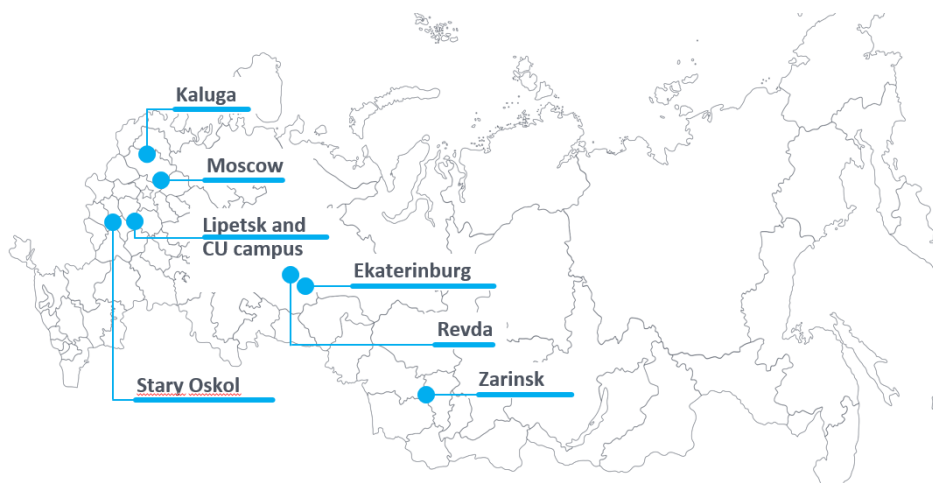 Kaluga
Moscow
Lipetsk and
CU campus
Ekaterinburg
Revda
Stary Oskol
Zarinsk